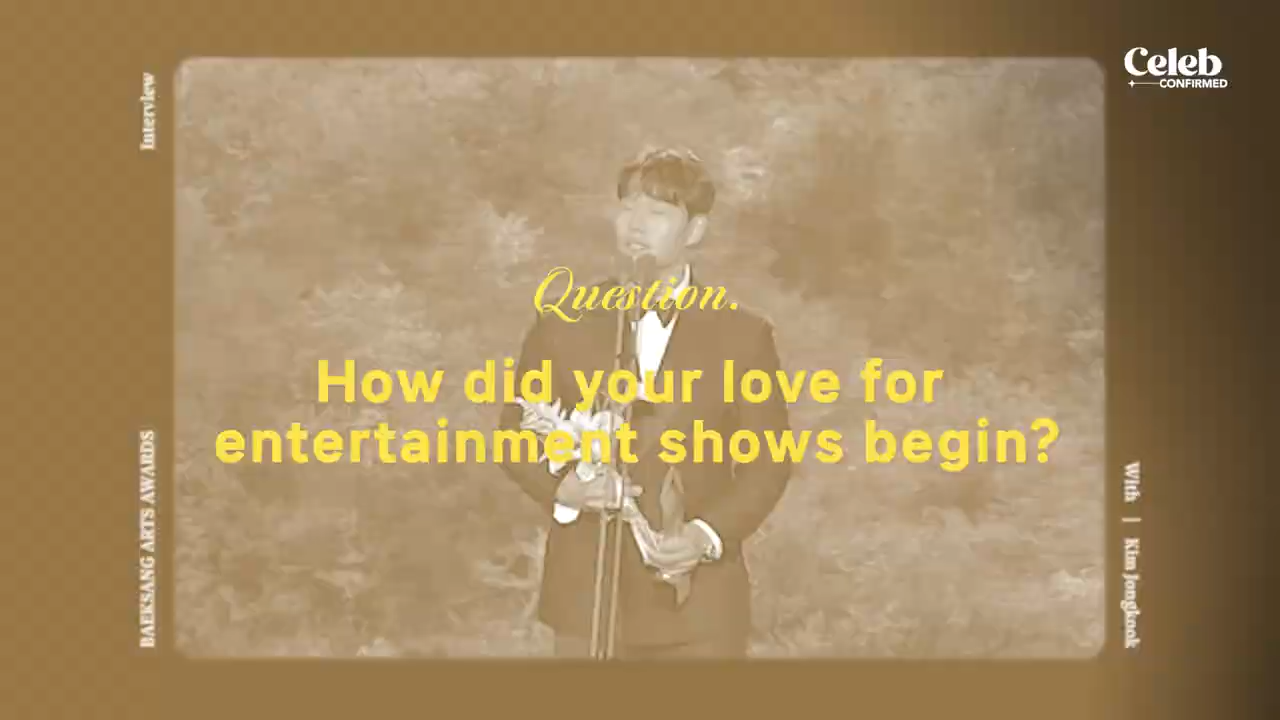 Celeb
CONFIRMED
Interview
Question.
How did your love for
entertainment shows begin?
BAEKSANG ARTS AWARDS
With | Kim Jongkook